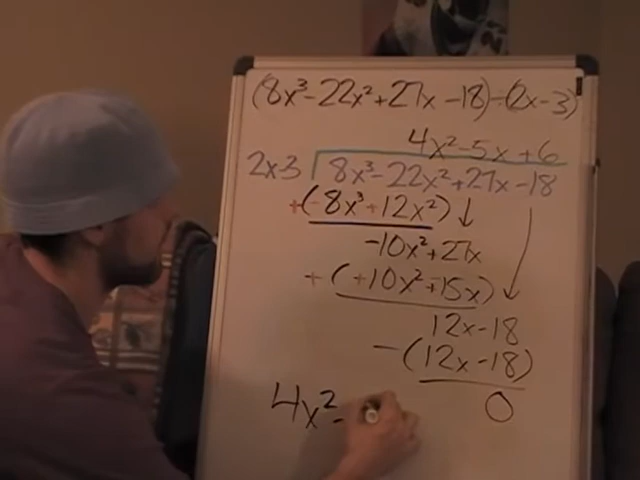 (8x³-22x²+27x-18)÷(2x-3)
4x²-5x+6
2x-3 8x³-22x²+27x-18
+(-8x³+12x²)
-10x²+27x
+(+10x²-15x)
12x-18
-(12x-18)
0
4x²-